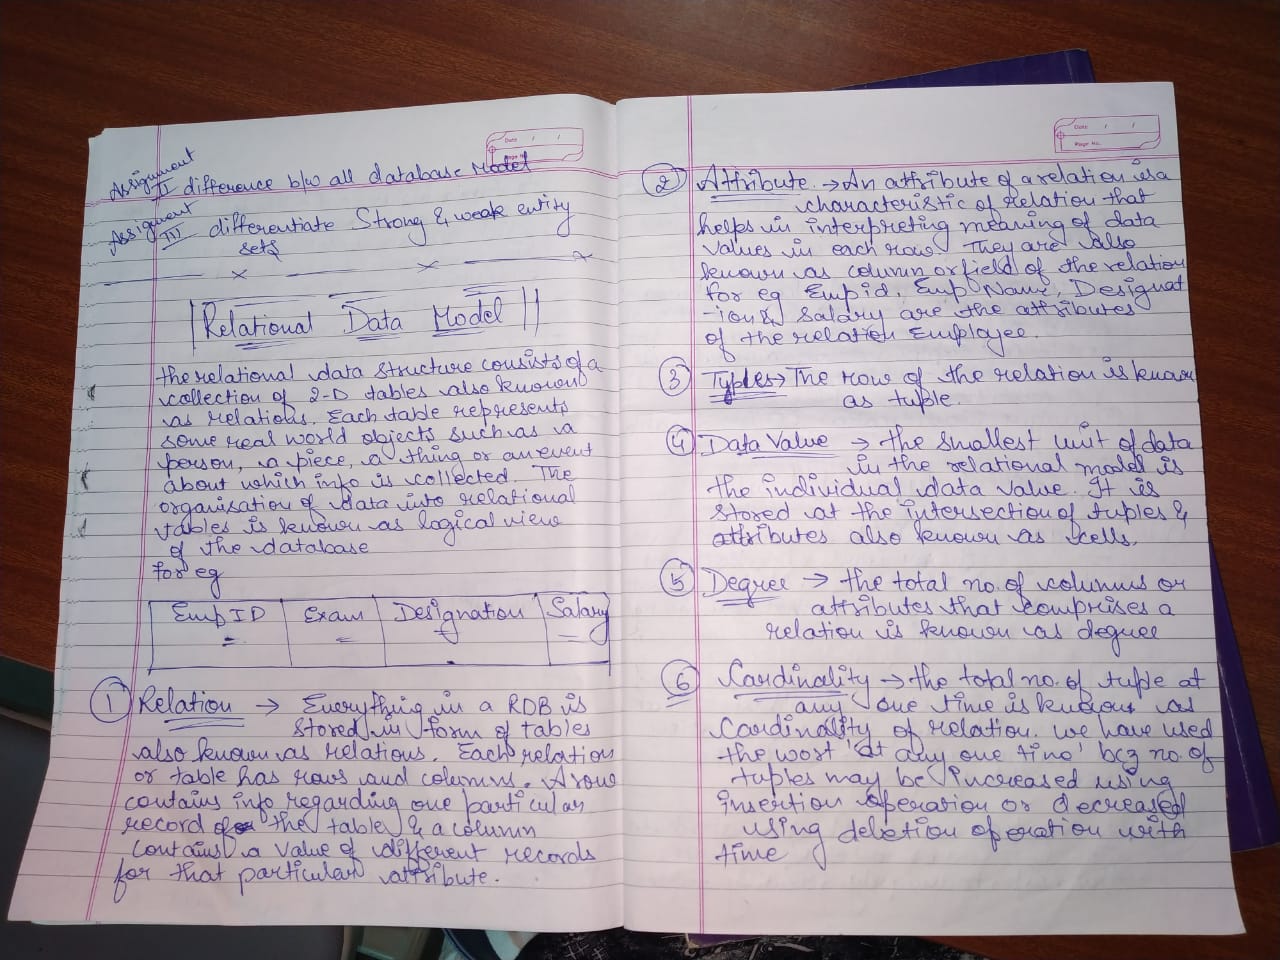 Assignment
II difference b/w all database Model
Assigment
III differentiate Strong & weak entity
sets
Date / /
Page No.
Relational Data Model
the relational data structure consists of a
collection of 2-D tables also known
as relations. Each table represents
some real world objects such as a
person, a piece, a thing or an event
about which info is collected. The
organisation of data into relational
tables is known as logical view
of the database
for eg
Emp ID Exam Designation Salary
① Relation → Everything in a RDB is
stored in form of tables
also known as relations. Each relation
or table has rows and columns. A row
contains info regarding one particular
record of the table & a column
contains a value of different records
for that particular attribute.
Date / /
Page No.
② Attribute. → An attribute of a relation is a
characteristic of relation that
helps in interpreting meaning of data
values in each row. They are also
known as column or field of the relation
for eg Emp id, Emp Name, Designat
-ion & Salary are the attributes
of the relation Employee.
③ Tuples → The row of the relation is known
as tuple.
④ Data Value → the smallest unit of data
in the relational model is
the individual data value. It is
stored at the intersection of tuples &
attributes also known as cells.
⑤ Degree → the total no. of columns or
attributes that comprises a
relation is known as degree
⑥ Cardinality → the total no. of tuple at
any one time is known as
Cardinality of relation. we have used
the worst 'at any one time' bcz no. of
tuples may be increased using
insertion operation or decreased
using deletion operation with
time